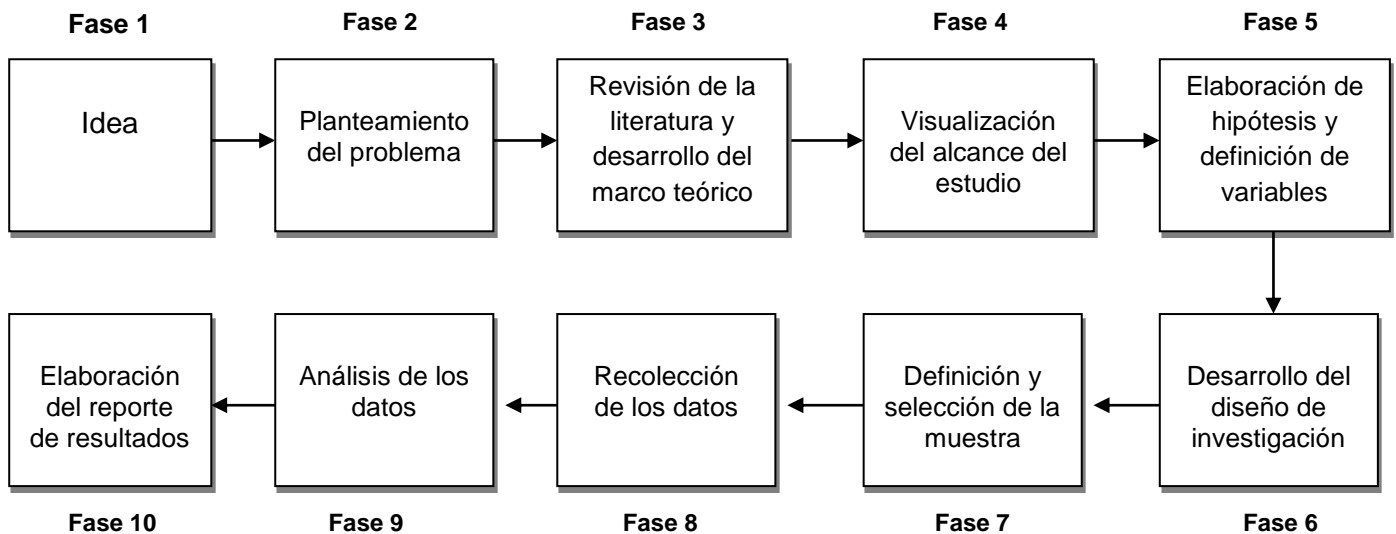 Fase 1
Fase 2
Fase 3
Fase 4
Fase 5
Idea
Planteamiento
del problema
Revisión de la
literatura y
desarrollo del
marco teórico
Visualización
del alcance del
estudio
Elaboración de
hipótesis y
definición de
variables
Desarrollo del
diseño de
investigación
Definición y
selección de la
muestra
Recolección
de los datos
Análisis de los
datos
Elaboración
del reporte
de resultados
Fase 10
Fase 9
Fase 8
Fase 7
Fase 6